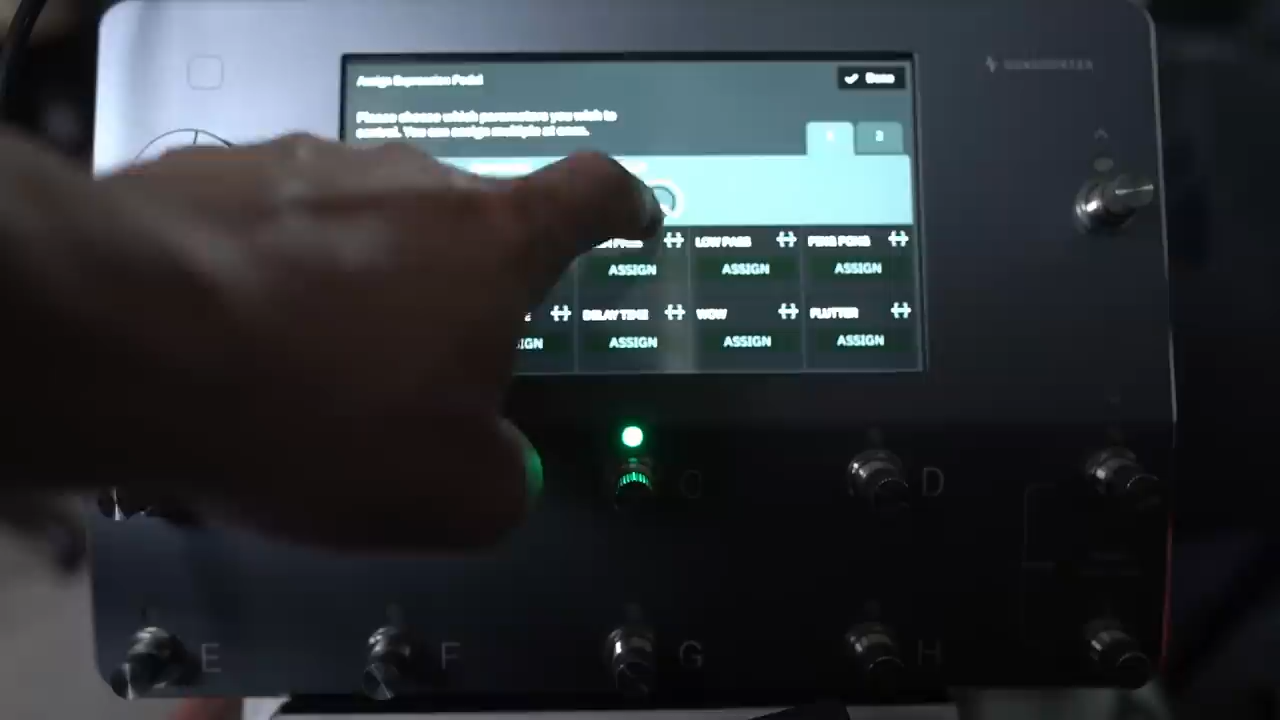 Assign Expression Pedal
Done
Please choose which parameters you wish to
control. You can assign multiple at once.
2
LOW PASS
PING PONG
ASSIGN
ASSIGN
ASSIGN
DELAY TIME
WOW
FLUTTER
ASSIGN
ASSIGN
ASSIGN
D
E
F
G
H